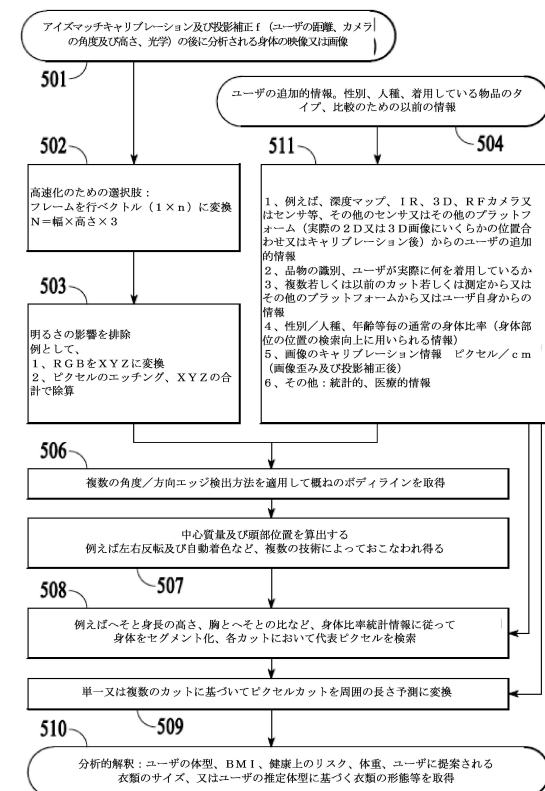 アイズマッチキャリブレーション及び投影補正f（ユーザの距離、カメラ
の角度及び高さ、光学）の後に分析される身体の映像又は画像
501
ユーザの追加的情報。性別、人種、着用している物品のタ
イプ、比較のための以前の情報
504
502
高速化のための選択肢：
フレームを行ベクトル（1×n）に変換
N＝幅×高さ×3
511
1、例えば、深度マップ、IR、3D、RFカメラ又
はセンサ等、その他のセンサ又はその他のプラットフ
ォーム（実際の2D又は3D画像にいくらかの位置合
わせ又はキャリブレーション後）からのユーザの追加
的情報
2、品物の識別、ユーザが実際に何を着用しているか
3、複数若しくは以前のカット若しくは測定から又は
その他のプラットフォームから又はユーザ自身からの
情報
4、性別／人種、年齢等毎の通常の身体比率（身体部
位の位置の検索向上に用いられる情報）
5、画像のキャリブレーション情報　ピクセル／cm
（画像歪み及び投影補正後）
6、その他：統計的、医療的情報
503
明るさの影響を排除
例として、
1、RGBをXYZに変換
2、ピクセルのエッチング、XYZの合
計で除算
506
複数の角度／方向エッジ検出方法を適用して概ねのボディラインを取得
中心質量及び頭部位置を算出する
例えば左右反転及び自動着色など、複数の技術によっておこなわれ得る
507
508
例えばへそと身長の高さ、胸とへそとの比など、身体比率統計情報に従って
身体をセグメント化、各カットにおいて代表ピクセルを検索
単一又は複数のカットに基づいてピクセルカットを周囲の長さ予測に変換
509
510
分析的解釈：ユーザの体型、BMI、健康上のリスク、体重、ユーザに提案される
衣類のサイズ、又はユーザの推定体型に基づく衣類の形態等を取得